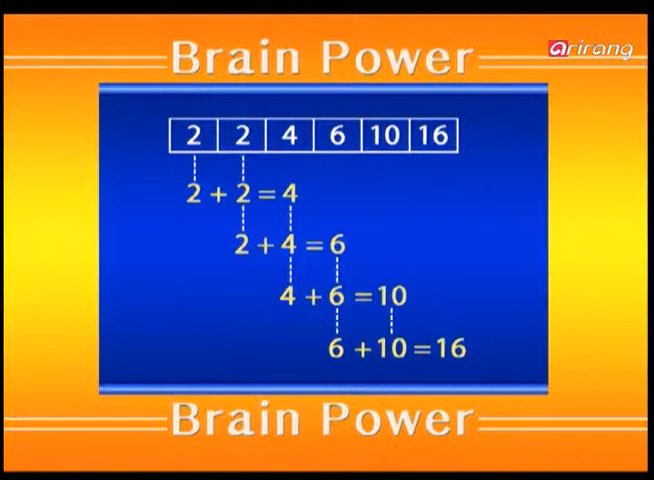 Brain Power
arirang
2 2 4 6 10 16
2 + 2 = 4
2 + 4 = 6
4 + 6 = 10
6 + 10 = 16
Brain Power